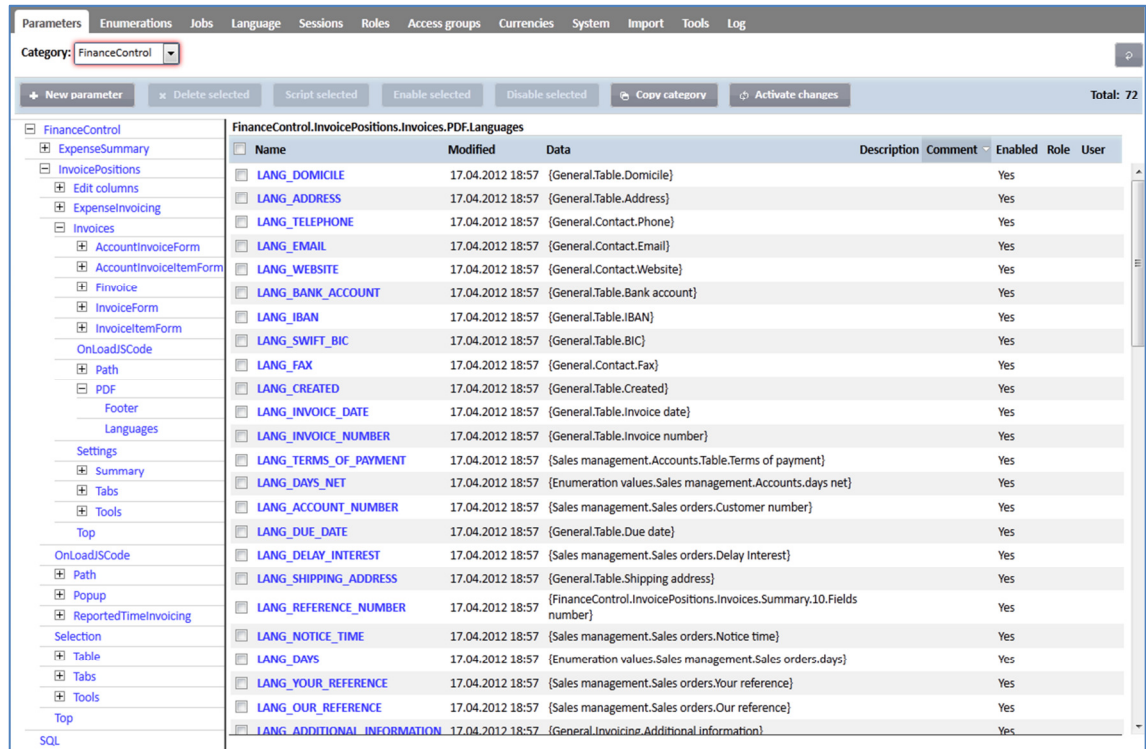 Parameters Enumerations Jobs Language Sessions Roles Access groups Currencies System Import Tools Log
Category: FinanceControl
New parameter Delete selected Script selected Enable selected Disable selected Copy category Activate changes Total: 72
FinanceControl
ExpenseSummary
InvoicePositions
Edit columns
ExpenseInvoicing
Invoices
AccountInvoiceForm
AccountInvoiceItemForm
Finvoice
InvoiceForm
InvoiceItemForm
OnLoadJSCode
Path
PDF
Footer
Languages
Settings
Summary
Tabs
Tools
Top
OnLoadJSCode
Path
Popup
ReportedTimeInvoicing
Selection
Table
Tabs
Tools
Top
SQL
FinanceControl.InvoicePositions.Invoices.PDF.Languages
Name Modified Data Description Comment Enabled Role User
LANG_DOMICILE 17.04.2012 18:57 {General.Table.Domicile} Yes
LANG_ADDRESS 17.04.2012 18:57 {General.Table.Address} Yes
LANG_TELEPHONE 17.04.2012 18:57 {General.Contact.Phone} Yes
LANG_EMAIL 17.04.2012 18:57 {General.Contact.Email} Yes
LANG_WEBSITE 17.04.2012 18:57 {General.Contact.Website} Yes
LANG_BANK_ACCOUNT 17.04.2012 18:57 {General.Table.Bank account} Yes
LANG_IBAN 17.04.2012 18:57 {General.Table.IBAN} Yes
LANG_SWIFT_BIC 17.04.2012 18:57 {General.Table.BIC} Yes
LANG_FAX 17.04.2012 18:57 {General.Contact.Fax} Yes
LANG_CREATED 17.04.2012 18:57 {General.Table.Created} Yes
LANG_INVOICE_DATE 17.04.2012 18:57 {General.Table.Invoice date} Yes
LANG_INVOICE_NUMBER 17.04.2012 18:57 {General.Table.Invoice number} Yes
LANG_TERMS_OF_PAYMENT 17.04.2012 18:57 {Sales management.Accounts.Table.Terms of payment} Yes
LANG_DAYS_NET 17.04.2012 18:57 {Enumeration values.Sales management.Accounts.days net} Yes
LANG_ACCOUNT_NUMBER 17.04.2012 18:57 {Sales management.Sales orders.Customer number} Yes
LANG_DUE_DATE 17.04.2012 18:57 {General.Table.Due date} Yes
LANG_DELAY_INTEREST 17.04.2012 18:57 {Sales management.Sales orders.Delay Interest} Yes
LANG_SHIPPING_ADDRESS 17.04.2012 18:57 {General.Table.Shipping address} Yes
LANG_REFERENCE_NUMBER 17.04.2012 18:57 {FinanceControl.InvoicePositions.Invoices.Summary.10.Fields
number} Yes
LANG_NOTICE_TIME 17.04.2012 18:57 {Sales management.Sales orders.Notice time} Yes
LANG_DAYS 17.04.2012 18:57 {Enumeration values.Sales management.Sales orders.days} Yes
LANG_YOUR_REFERENCE 17.04.2012 18:57 {Sales management.Sales orders.Your reference} Yes
LANG_OUR_REFERENCE 17.04.2012 18:57 {Sales management.Sales orders.Our reference} Yes
LANG_ADDITIONAL_INFORMATION 17.04.2012 18:57 {General.Invoicing.Additional information} Yes